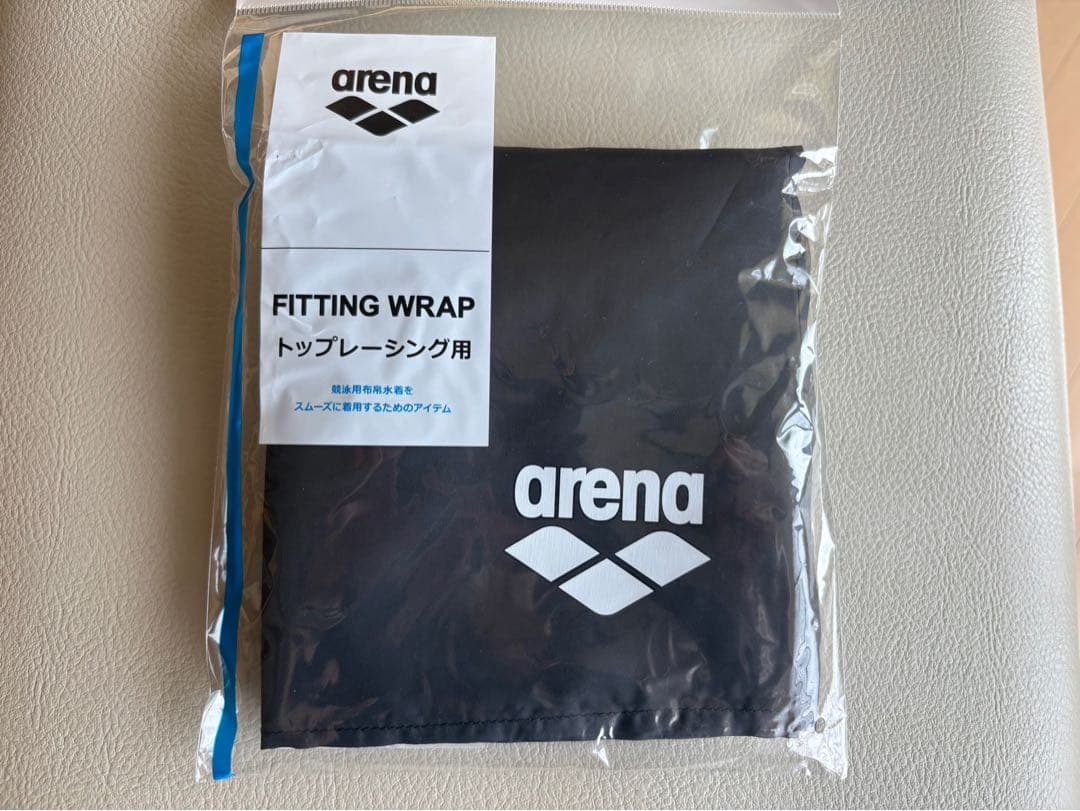 arena
FITTING WRAP
トップレーシング用
競泳用布帛水着を
スムーズに着用するためのアイテム
arena